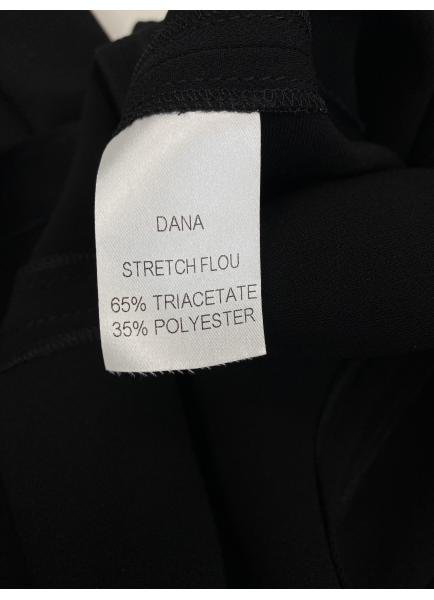 DANA
STRETCH FLOU
65% TRIACETATE
35% POLYESTER